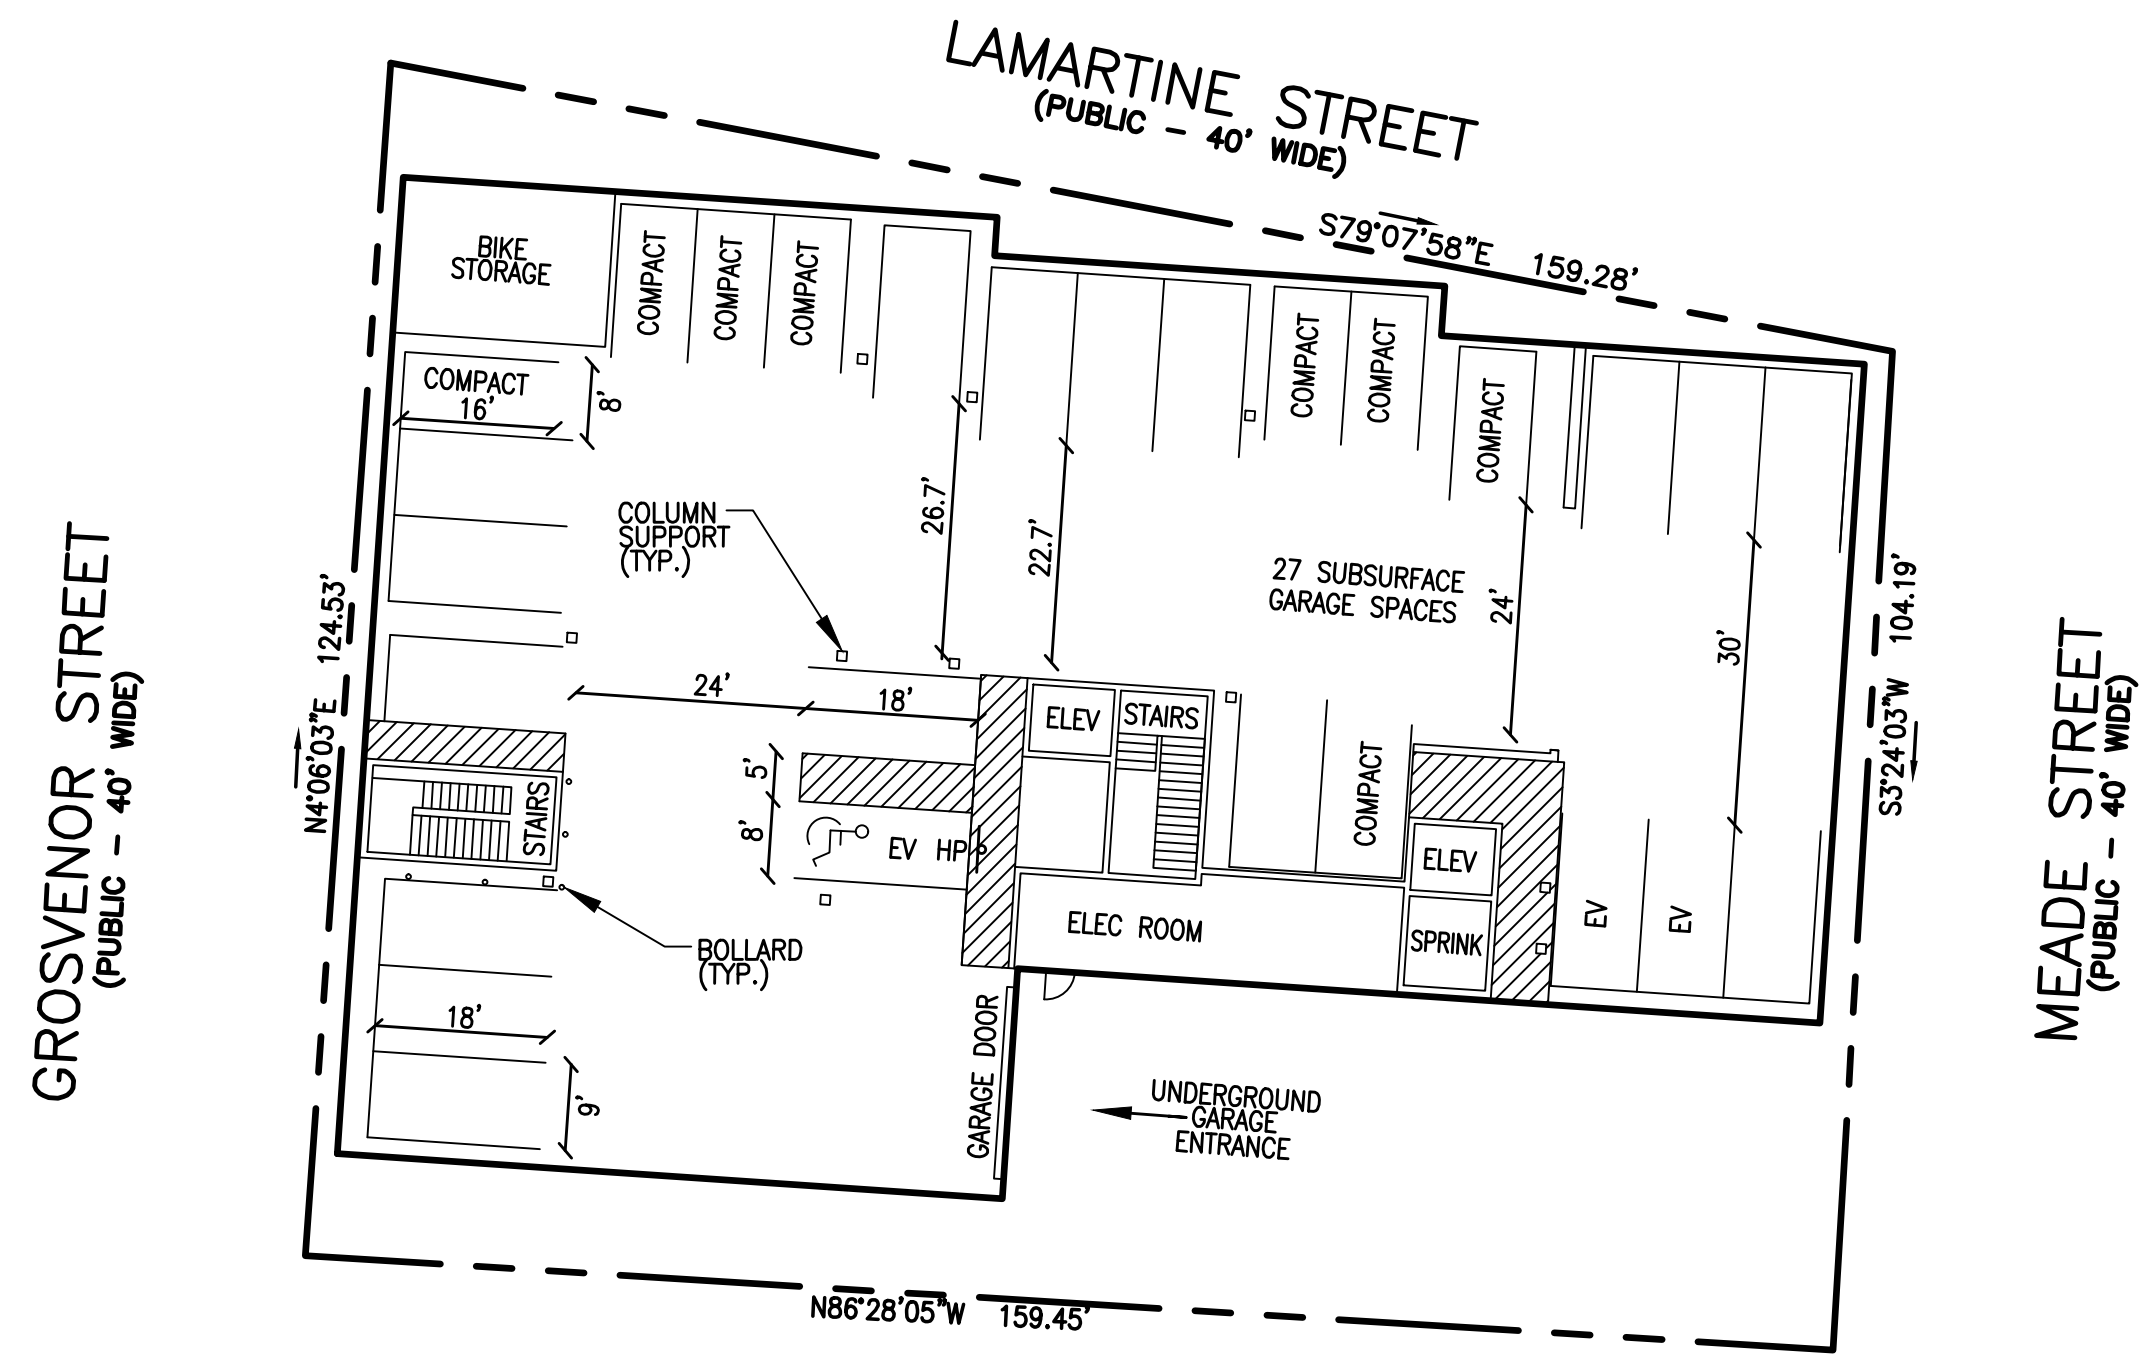 LAMARTINE STREET
(PUBLIC - 40' WIDE)
S79°07'58"E 159.28'
BIKE
STORAGE
COMPACT
COMPACT
COMPACT
COMPACT
COMPACT
COMPACT
COMPACT
16'
8'
COLUMN
SUPPORT
(TYP.)
26.7'
22.7'
27 SUBSURFACE
GARAGE SPACES
24'
30'
GROSVENOR STREET
(PUBLIC - 40' WIDE)
N4°06'03"E 124.53'
MEADE STREET
(PUBLIC - 40' WIDE)
S3°24'03"W 104.19'
24'
18'
ELEV
STAIRS
5'
8'
STAIRS
EV HP
COMPACT
ELEV
EV
EV
ELEC ROOM
SPRINK
BOLLARD
(TYP.)
18'
9'
GARAGE DOOR
UNDERGROUND
GARAGE
ENTRANCE
N86°28'05"W 159.45'